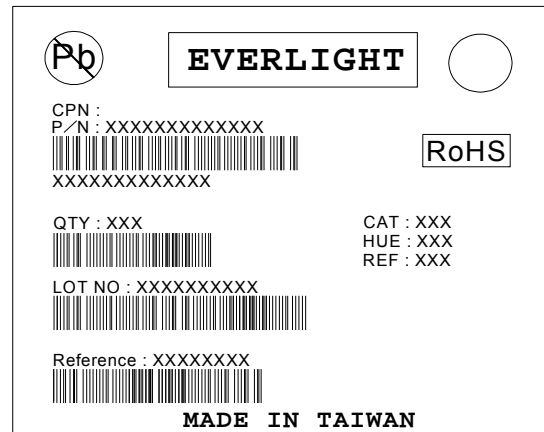 Pb
EVERLIGHT
CPN :
P/N : XXXXXXXXXXXXX
RoHS
XXXXXXXXXXXXX
QTY : XXX
CAT : XXX
HUE : XXX
REF : XXX
LOT NO : XXXXXXXXXX
Reference : XXXXXXXX
MADE IN TAIWAN